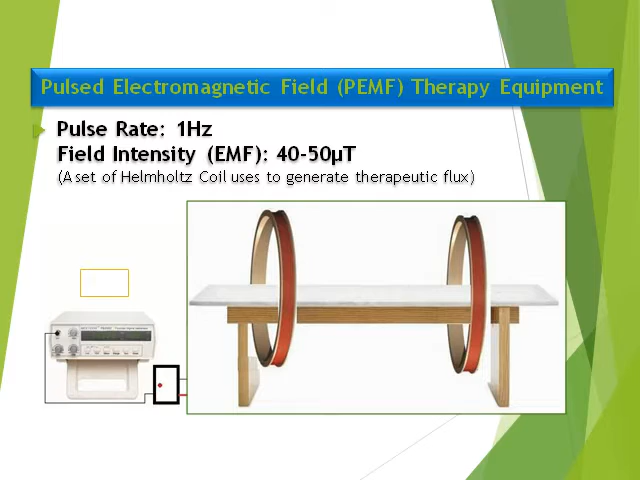 Pulsed Electromagnetic Field (PEMF) Therapy Equipment
Pulse Rate: 1Hz
Field Intensity (EMF): 40-50µT
(A set of Helmholtz Coil uses to generate therapeutic flux)